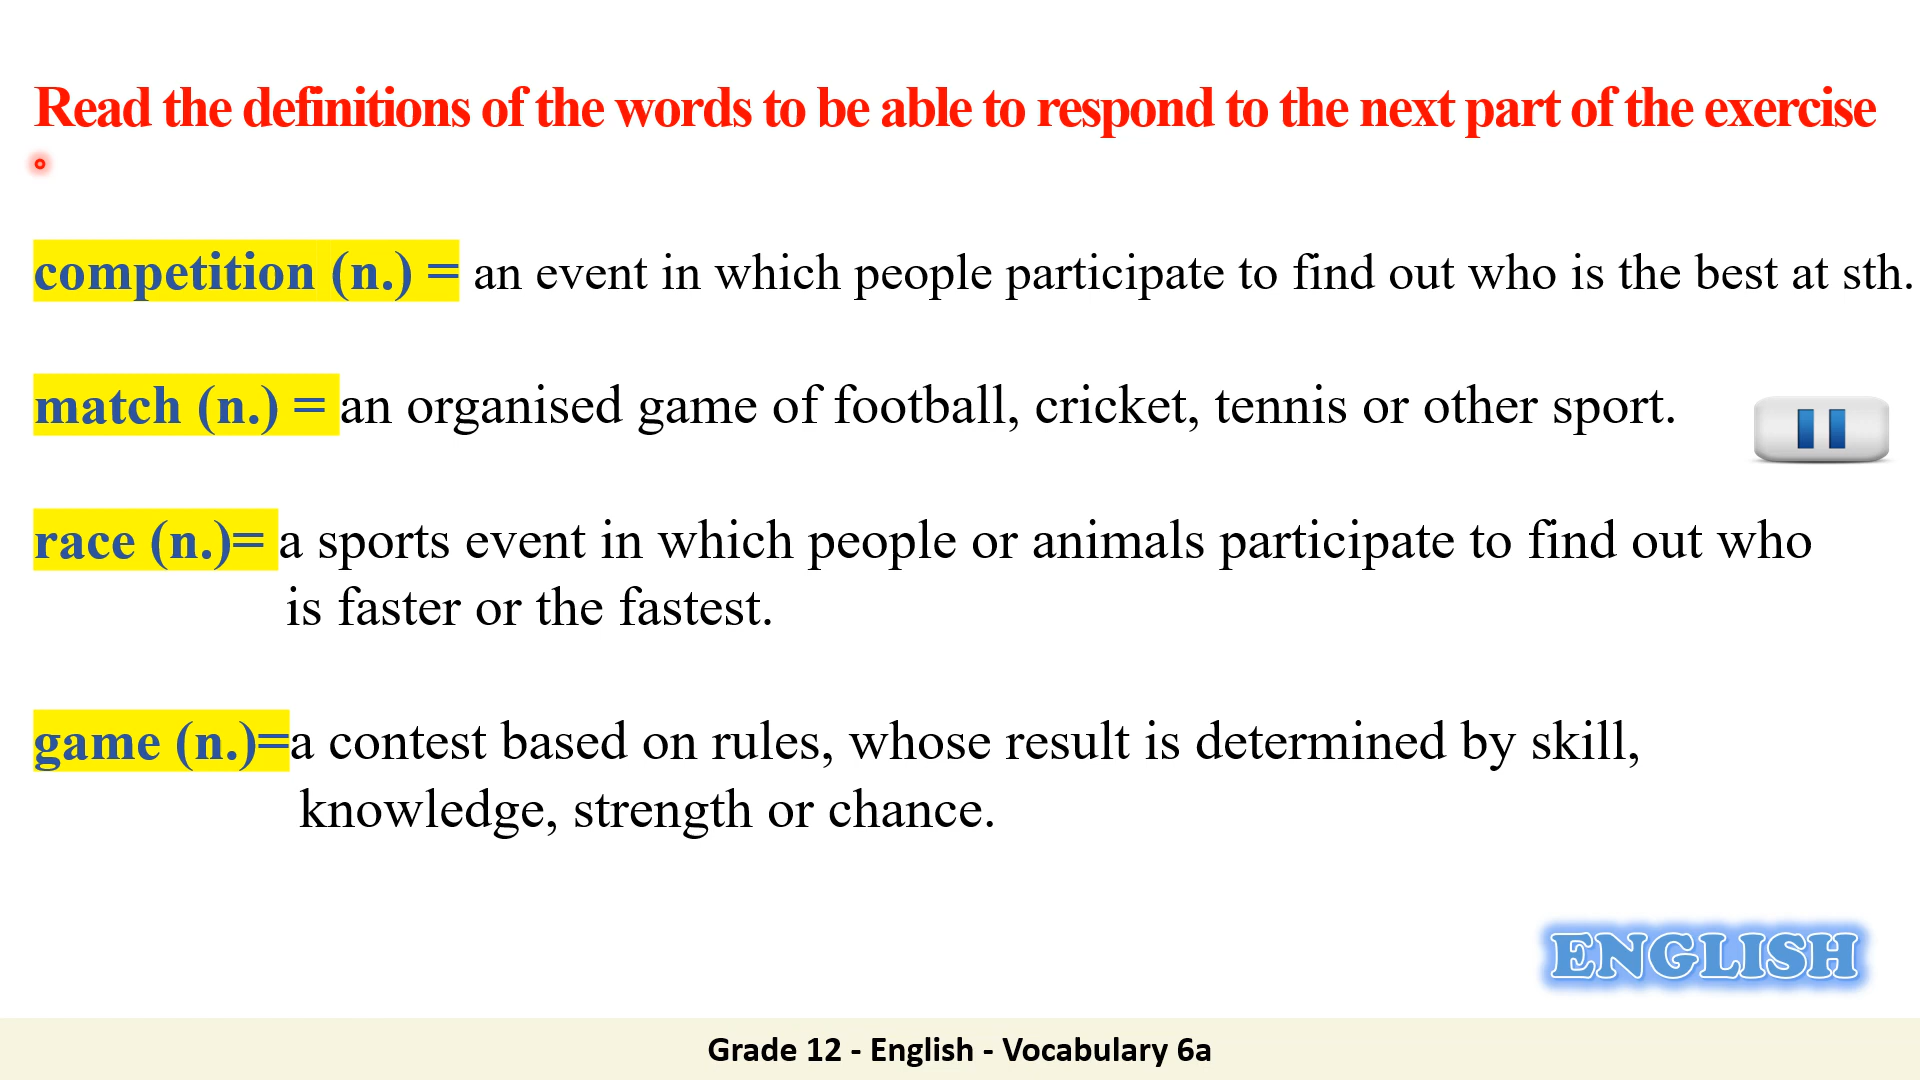 Read the definitions of the words to be able to respond to the next part of the exercise
competition (n.) = an event in which people participate to find out who is the best at sth.
match (n.) = an organised game of football, cricket, tennis or other sport.
race (n.)= a sports event in which people or animals participate to find out who
is faster or the fastest.
game (n.)=a contest based on rules, whose result is determined by skill,
knowledge, strength or chance.
ENGLISH
Grade 12 - English - Vocabulary 6a